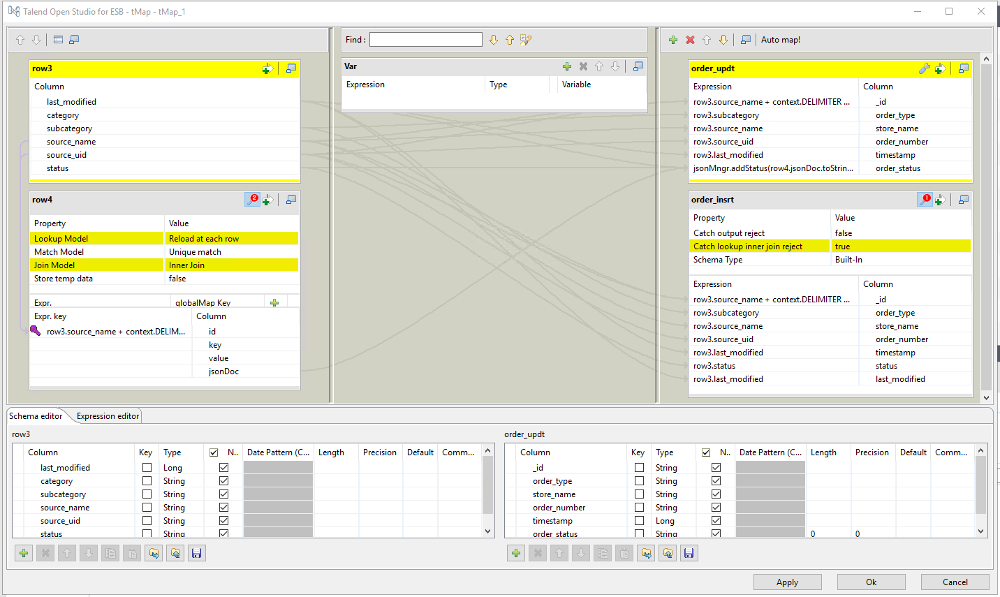 Talend Open Studio for ESB - tMap - tMap_1
Find :
Auto map!
row3
Column
last_modified
category
subcategory
source_name
source_uid
status
row4
2
Property Value
Lookup Model Reload at each row
Match Model Unique match
Join Model Inner Join
Store temp data false
Expr. globalMap Key
Expr. key Column
row3.source_name + context.DELIM... id
key
value
jsonDoc
Var
Expression Type Variable
order_updt
Expression Column
row3.source_name + context.DELIMITER ... _id
row3.subcategory order_type
row3.source_name store_name
row3.source_uid order_number
row3.last_modified timestamp
jsonMngr.addStatus(row4.jsonDoc.toStrin... order_status
order_insrt
1
Property Value
Catch output reject false
Catch lookup inner join reject true
Schema Type Built-In
Expression Column
row3.source_name + context.DELIMITER ... _id
row3.subcategory order_type
row3.source_name store_name
row3.source_uid order_number
row3.last_modified timestamp
row3.status status
row3.last_modified last_modified
Schema editor Expression editor
row3
Column Key Type N.. Date Pattern (C... Length Precision Default Comm...
last_modified Long
category String
subcategory String
source_name String
source_uid String
status String
order_updt
Column Key Type N.. Date Pattern (C... Length Precision Default Comm...
_id String
order_type String
store_name String
order_number String
timestamp Long
order_status String 0 0
Apply Ok Cancel